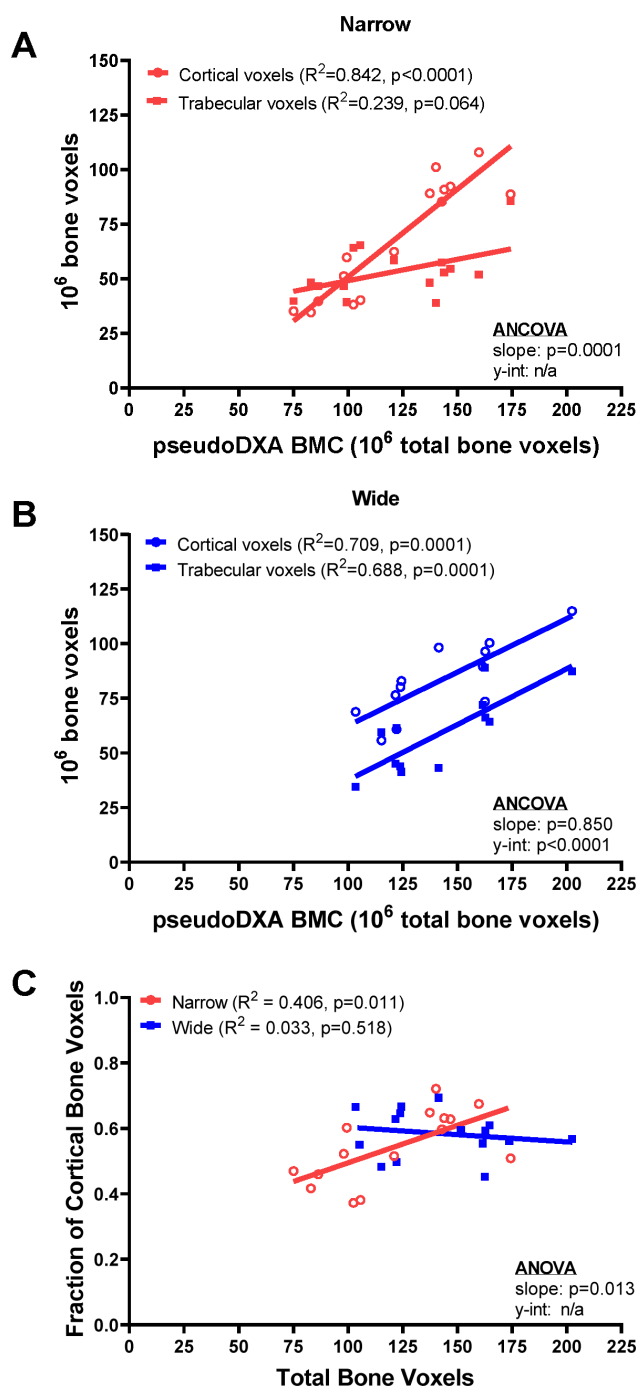 A
Narrow
Cortical voxels (R²=0.842, p<0.0001)
Trabecular voxels (R²=0.239, p=0.064)
10⁶ bone voxels
150
125
100
75
50
25
0
ANCOVA
slope: p=0.0001
y-int: n/a
0 25 50 75 100 125 150 175 200 225
pseudoDXA BMC (10⁶ total bone voxels)
B
Wide
Cortical voxels (R²=0.709, p=0.0001)
Trabecular voxels (R²=0.688, p=0.0001)
10⁶ bone voxels
150
125
100
75
50
25
0
ANCOVA
slope: p=0.850
y-int: p<0.0001
0 25 50 75 100 125 150 175 200 225
pseudoDXA BMC (10⁶ total bone voxels)
C
Narrow (R² = 0.406, p=0.011)
Wide (R² = 0.033, p=0.518)
Fraction of Cortical Bone Voxels
1.0
0.8
0.6
0.4
0.2
0.0
ANOVA
slope: p=0.013
y-int: n/a
0 25 50 75 100 125 150 175 200 225
Total Bone Voxels